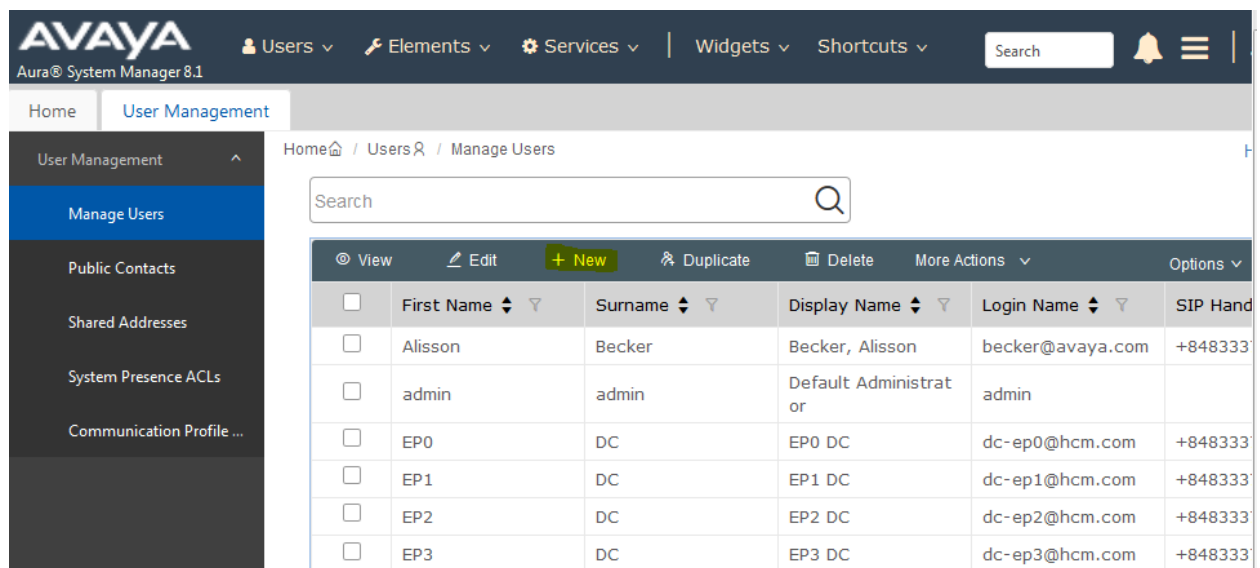 AVAYA
Aura® System Manager 8.1
Users Elements Services | Widgets Shortcuts Search
Home User Management
User Management
Manage Users
Public Contacts
Shared Addresses
System Presence ACLs
Communication Profile ...
Home / Users / Manage Users
Search
View Edit + New Duplicate Delete More Actions Options
First Name Surname Display Name Login Name SIP Hand
Alisson Becker Becker, Alisson becker@avaya.com +848333
admin admin Default Administrat
or admin
EP0 DC EP0 DC dc-ep0@hcm.com +848333
EP1 DC EP1 DC dc-ep1@hcm.com +848333
EP2 DC EP2 DC dc-ep2@hcm.com +848333
EP3 DC EP3 DC dc-ep3@hcm.com +848333